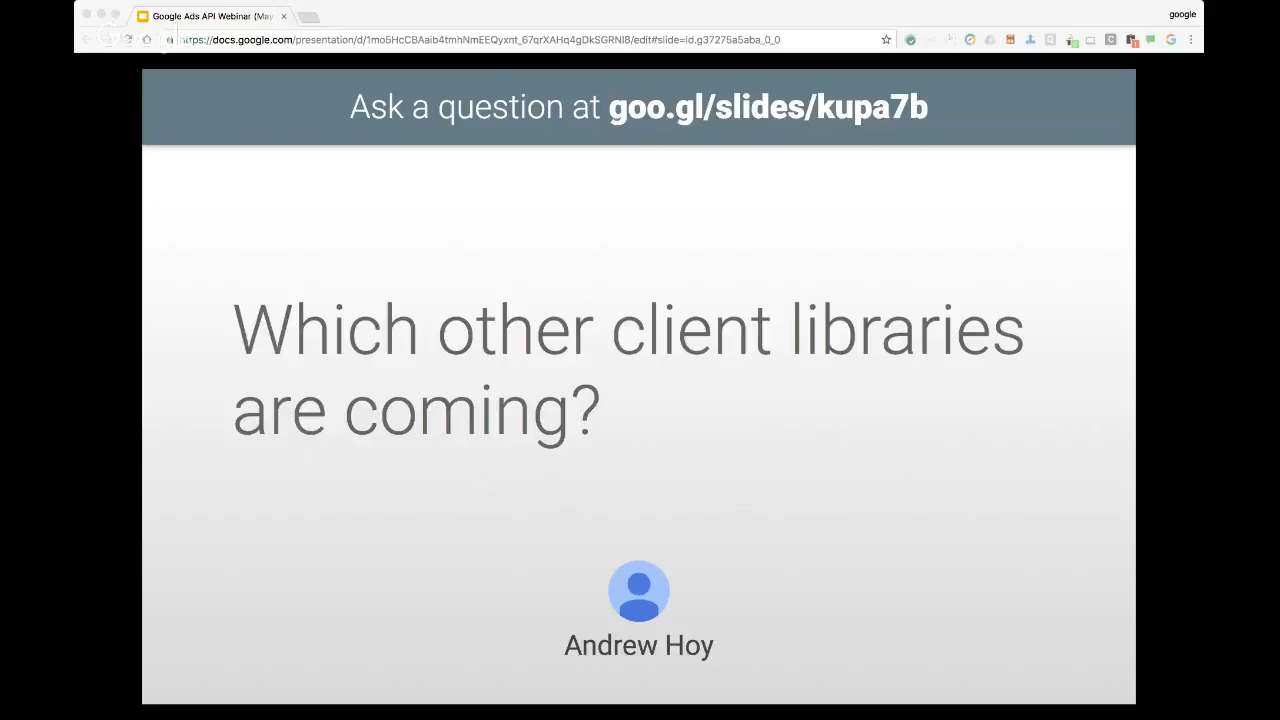 Google Ads API Webinar (May
google
https://docs.google.com/presentation/d/1mo5HcCBAaib4tmhNmEEQyxnt_67qrXAHq4gDkSGRNI8/edit#slide=id.g37275a5aba_0_0
Ask a question at goo.gl/slides/kupa7b
Which other client libraries
are coming?
Andrew Hoy